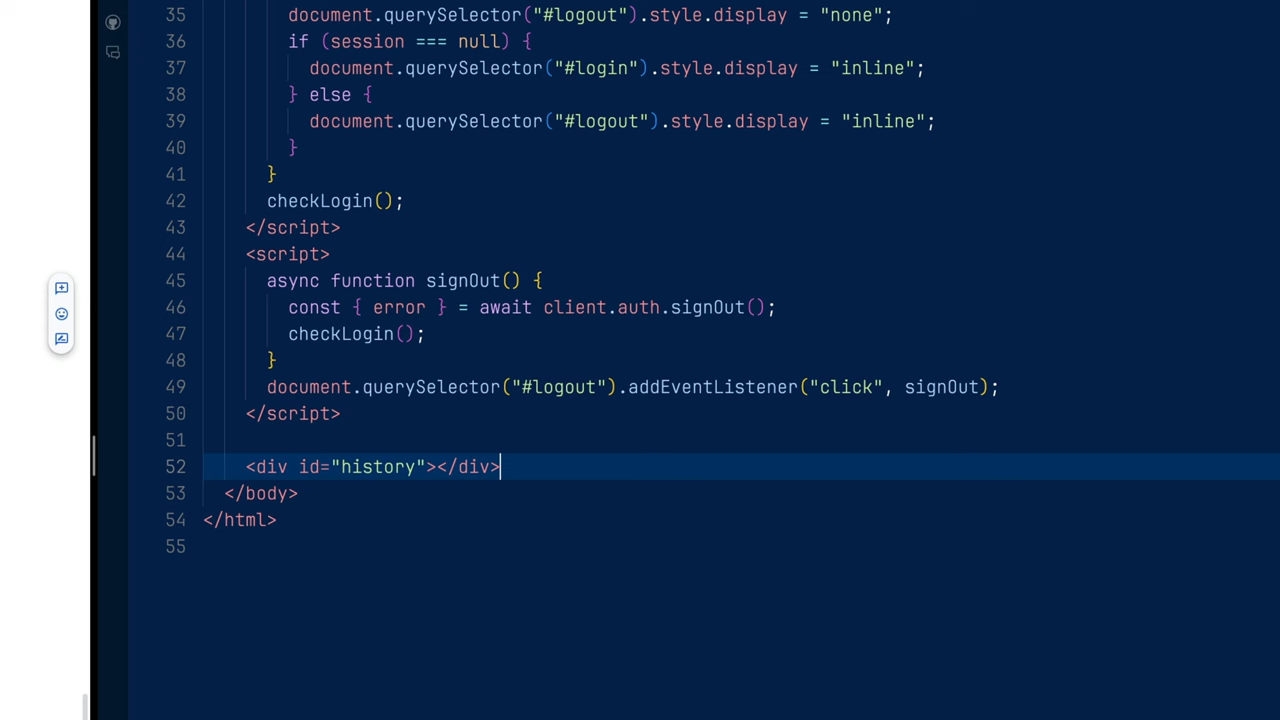 35 document.querySelector("#logout").style.display = "none";
36 if (session === null) {
37 document.querySelector("#login").style.display = "inline";
38 } else {
39 document.querySelector("#logout").style.display = "inline";
40 }
41 }
42 checkLogin();
43 </script>
44 <script>
45 async function signOut() {
46 const { error } = await client.auth.signOut();
47 checkLogin();
48 }
49 document.querySelector("#logout").addEventListener("click", signOut);
50 </script>
51
52 <div id="history"></div>
53 </body>
54 </html>
55